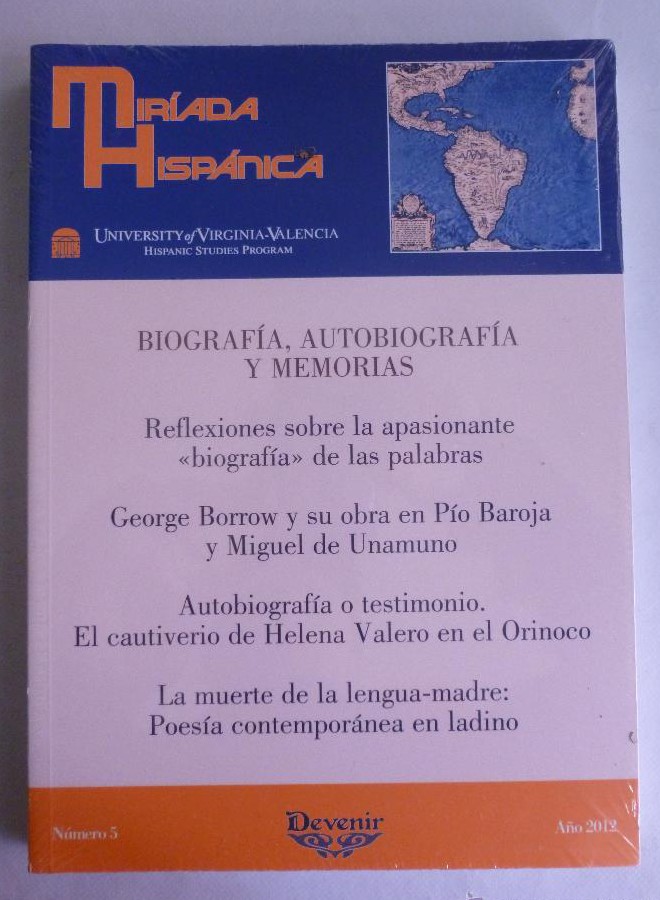 MIRÍADA
HISPÁNICA
UNIVERSITY of VIRGINIA-VALENCIA
HISPANIC STUDIES PROGRAM
BIOGRAFÍA, AUTOBIOGRAFÍA
Y MEMORIAS
Reflexiones sobre la apasionante
«biografía» de las palabras
George Borrow y su obra en Pío Baroja
y Miguel de Unamuno
Autobiografía o testimonio.
El cautiverio de Helena Valero en el Orinoco
La muerte de la lengua-madre:
Poesía contemporánea en ladino
Número 5
Devenir
Año 2012